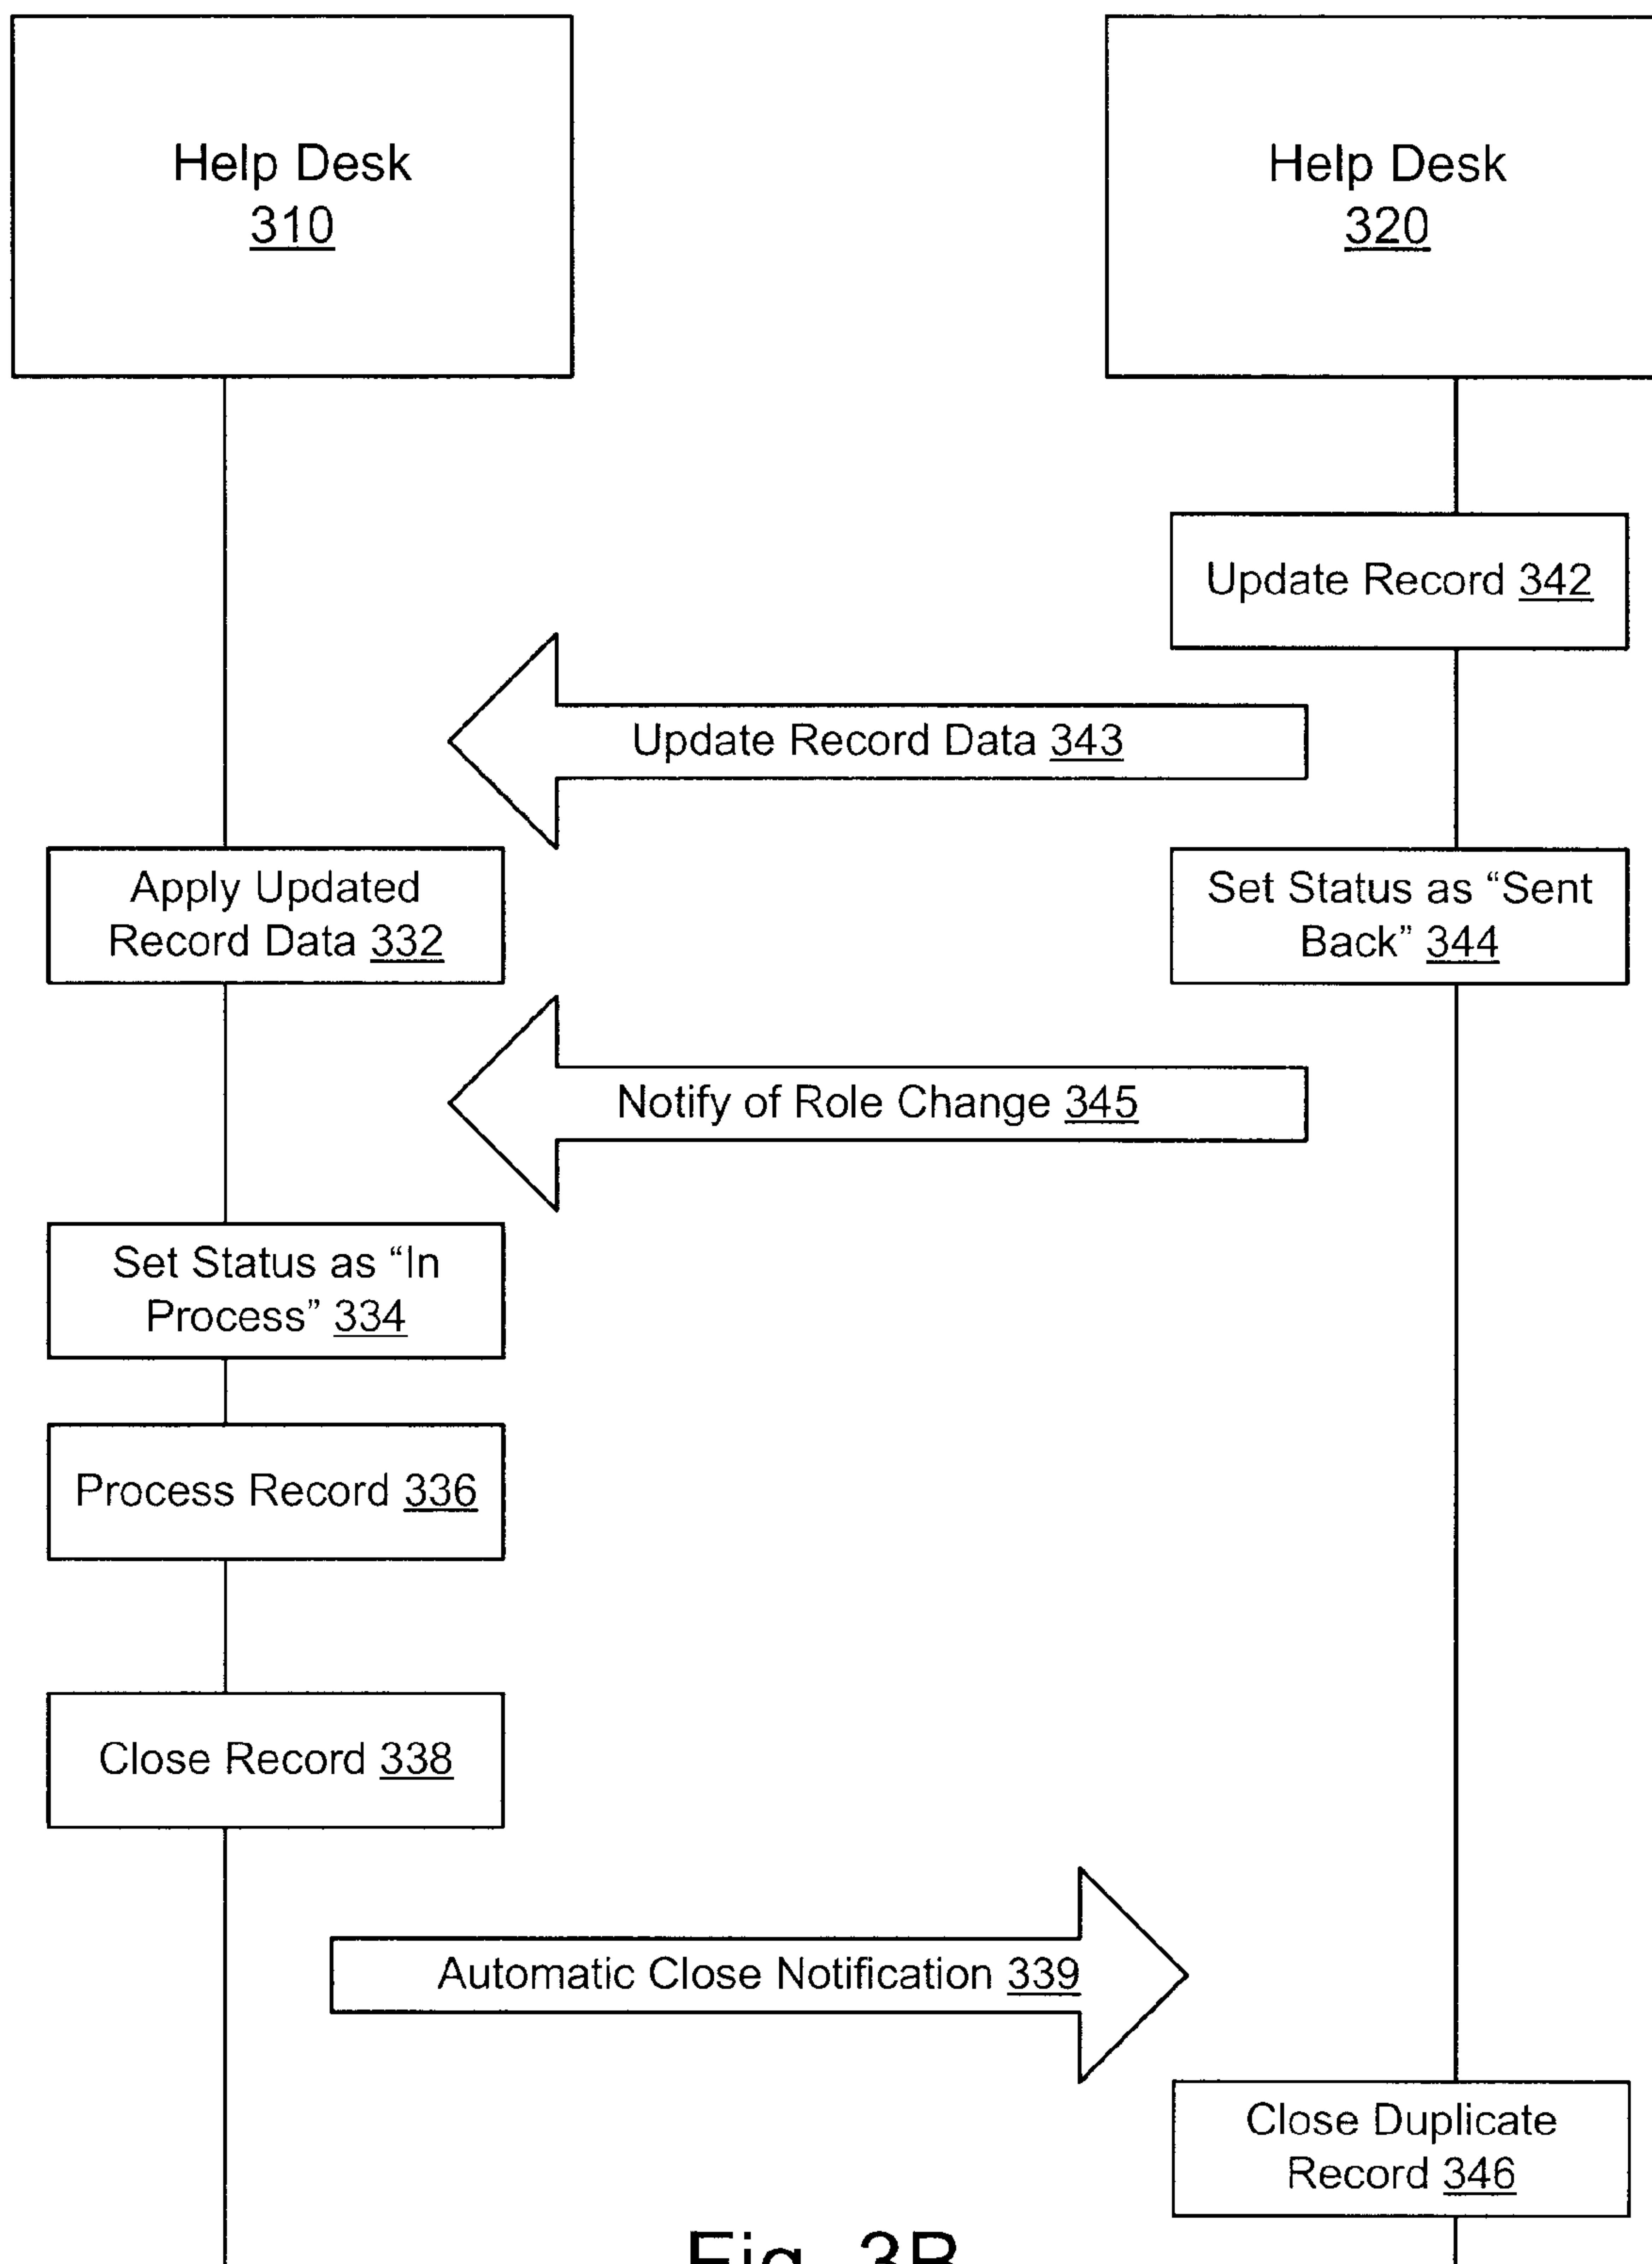 Help Desk
310
Help Desk
320
Update Record 342
Update Record Data 343
Apply Updated
Record Data 332
Set Status as “Sent
Back” 344
Notify of Role Change 345
Set Status as “In
Process” 334
Process Record 336
Close Record 338
Automatic Close Notification 339
Close Duplicate
Record 346
Fig. 3B